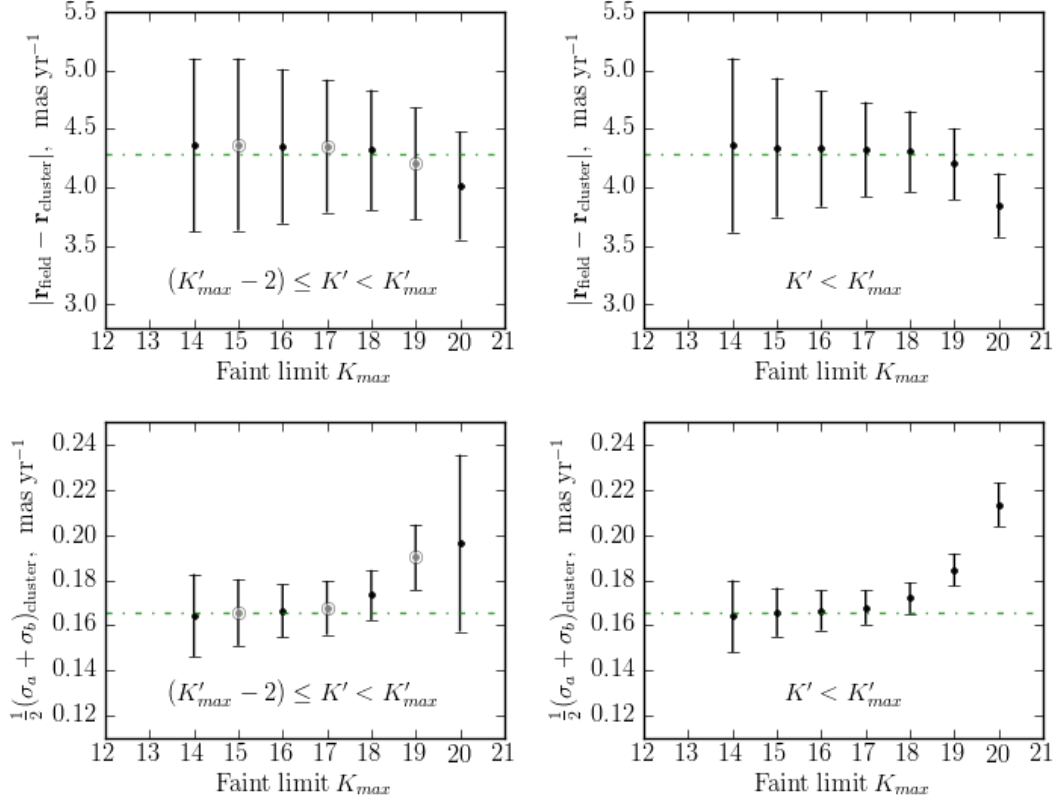 5.5
5.0
4.5
4.0
3.5
3.0
|r_field − r_cluster|, mas yr⁻¹
(K′_max − 2) ≤ K′ < K′_max
12 13 14 15 16 17 18 19 20 21
Faint limit K_max
5.5
5.0
4.5
4.0
3.5
3.0
|r_field − r_cluster|, mas yr⁻¹
K′ < K′_max
12 13 14 15 16 17 18 19 20 21
Faint limit K_max
0.24
0.22
0.20
0.18
0.16
0.14
0.12
½(σ_a + σ_b)_cluster, mas yr⁻¹
(K′_max − 2) ≤ K′ < K′_max
12 13 14 15 16 17 18 19 20 21
Faint limit K_max
0.24
0.22
0.20
0.18
0.16
0.14
0.12
½(σ_a + σ_b)_cluster, mas yr⁻¹
K′ < K′_max
12 13 14 15 16 17 18 19 20 21
Faint limit K_max